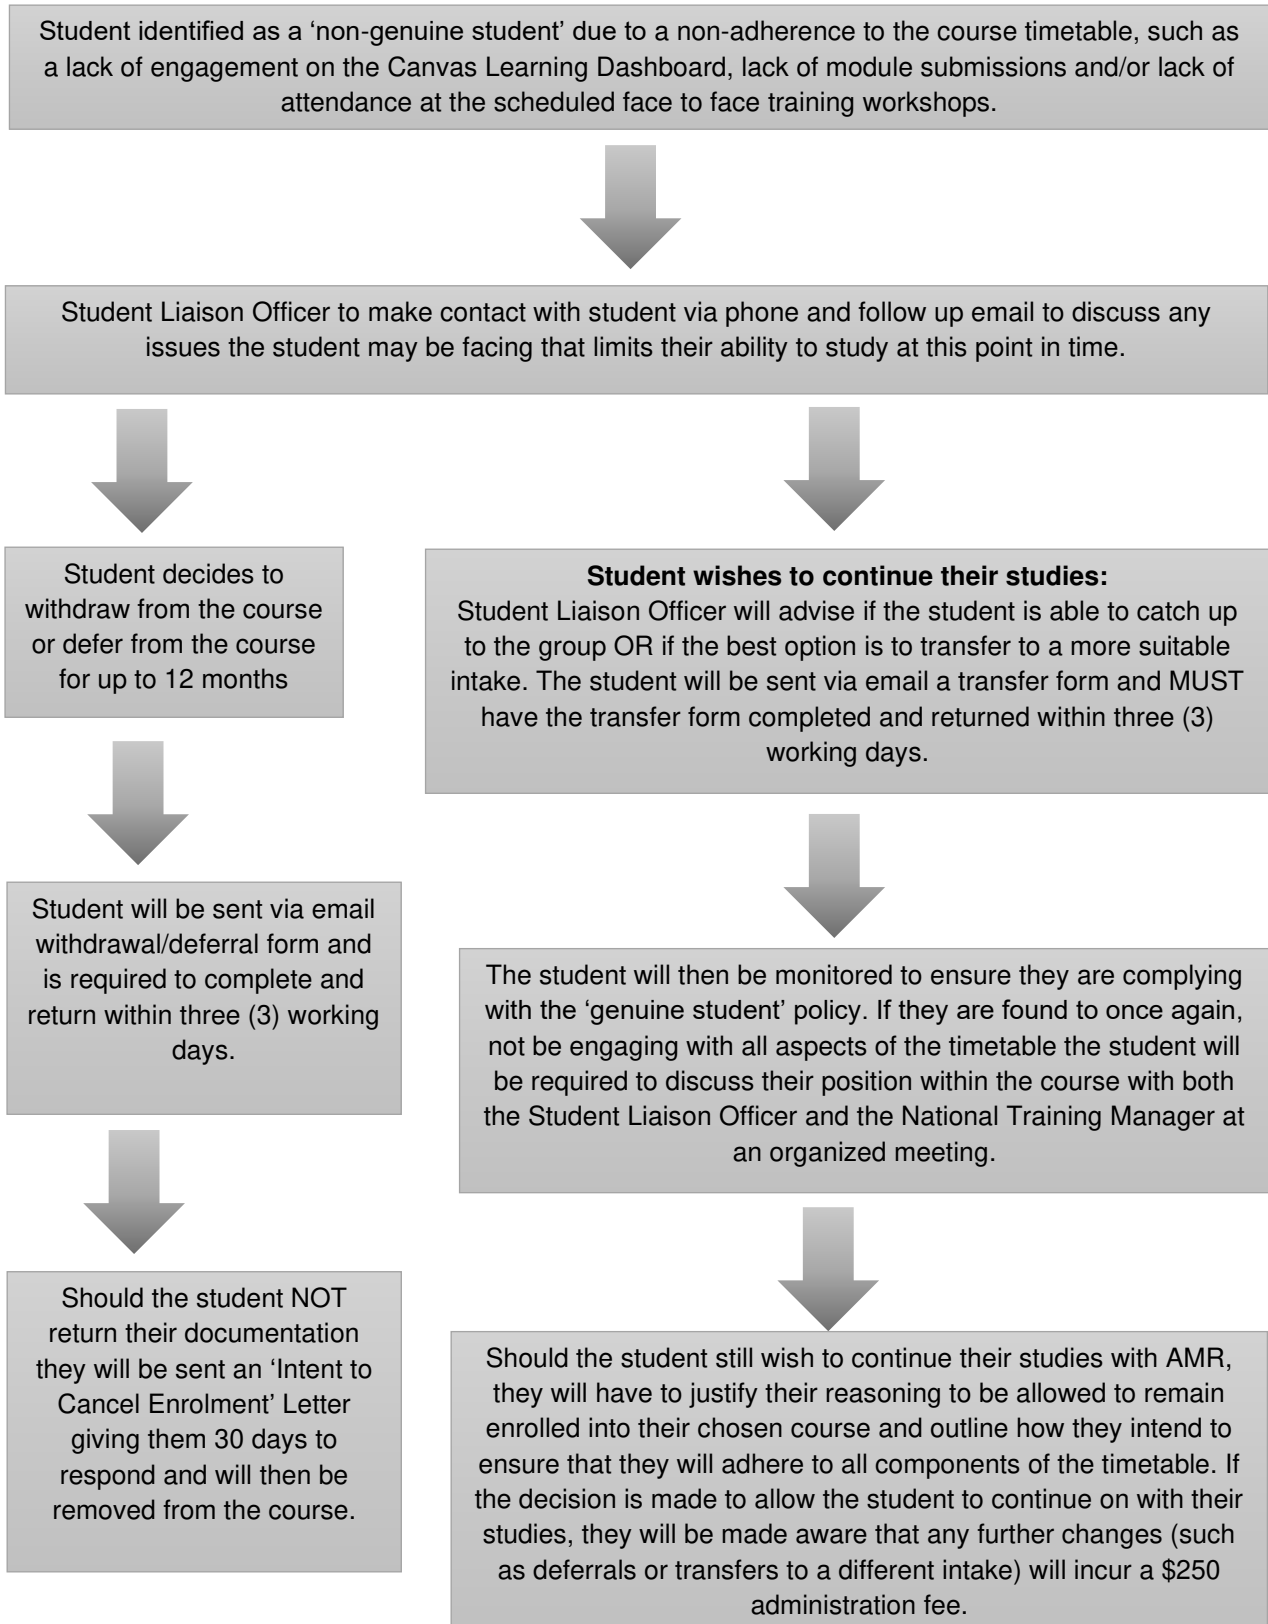 Student identified as a ‘non-genuine student’ due to a non-adherence to the course timetable, such as
a lack of engagement on the Canvas Learning Dashboard, lack of module submissions and/or lack of
attendance at the scheduled face to face training workshops.
Student Liaison Officer to make contact with student via phone and follow up email to discuss any
issues the student may be facing that limits their ability to study at this point in time.
Student decides to
withdraw from the course
or defer from the course
for up to 12 months
Student will be sent via email
withdrawal/deferral form and
is required to complete and
return within three (3) working
days.
Should the student NOT
return their documentation
they will be sent an ‘Intent to
Cancel Enrolment’ Letter
giving them 30 days to
respond and will then be
removed from the course.
Student wishes to continue their studies:
Student Liaison Officer will advise if the student is able to catch up
to the group OR if the best option is to transfer to a more suitable
intake. The student will be sent via email a transfer form and MUST
have the transfer form completed and returned within three (3)
working days.
The student will then be monitored to ensure they are complying
with the ‘genuine student’ policy. If they are found to once again,
not be engaging with all aspects of the timetable the student will
be required to discuss their position within the course with both
the Student Liaison Officer and the National Training Manager at
an organized meeting.
Should the student still wish to continue their studies with AMR,
they will have to justify their reasoning to be allowed to remain
enrolled into their chosen course and outline how they intend to
ensure that they will adhere to all components of the timetable. If
the decision is made to allow the student to continue on with their
studies, they will be made aware that any further changes (such
as deferrals or transfers to a different intake) will incur a $250
administration fee.